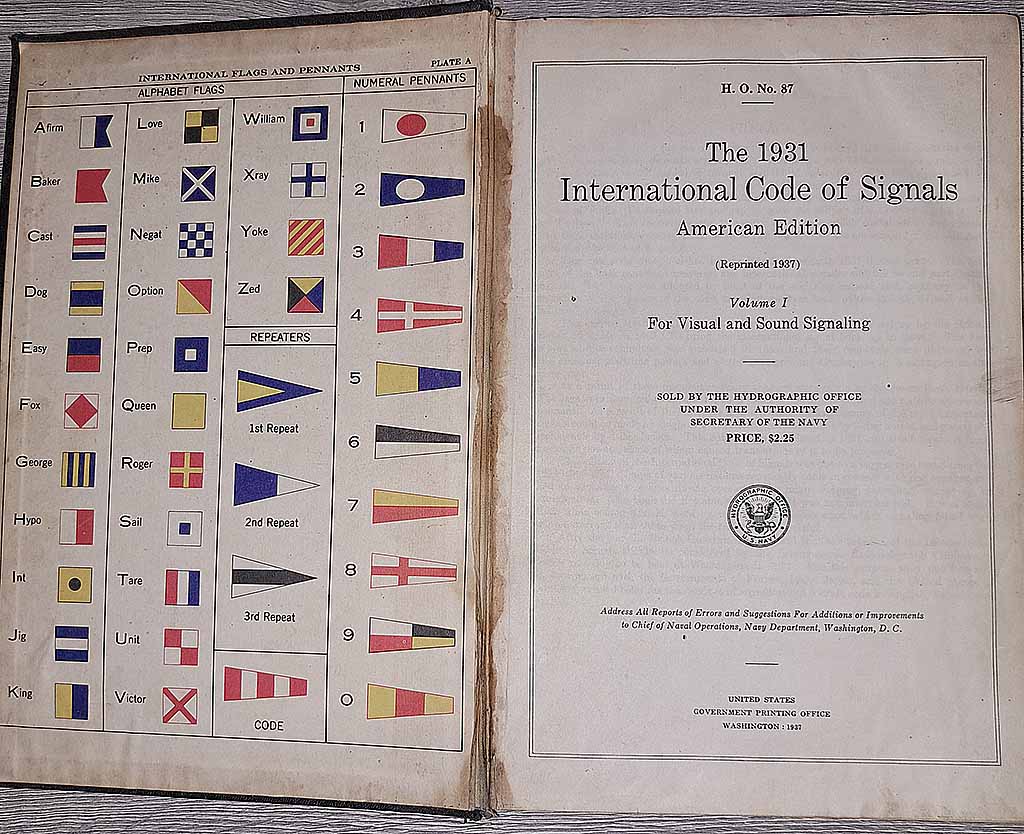 INTERNATIONAL FLAGS AND PENNANTS
PLATE A
ALPHABET FLAGS
NUMERAL PENNANTS
Afirm
Baker
Cast
Dog
Easy
Fox
George
Hypo
Int
Jig
King
Love
Mike
Negat
Option
Prep
Queen
Roger
Sail
Tare
Unit
Victor
William
Xray
Yoke
Zed
REPEATERS
1st Repeat
2nd Repeat
3rd Repeat
CODE
1
2
3
4
5
6
7
8
9
0
H. O. No. 87
The 1931
International Code of Signals
American Edition
(Reprinted 1937)
Volume I
For Visual and Sound Signaling
SOLD BY THE HYDROGRAPHIC OFFICE
UNDER THE AUTHORITY OF
SECRETARY OF THE NAVY
PRICE, $2.25
HYDROGRAPHIC OFFICE
U.S. NAVY
Address All Reports of Errors and Suggestions For Additions or Improvements
to Chief of Naval Operations, Navy Department, Washington, D. C.
UNITED STATES
GOVERNMENT PRINTING OFFICE
WASHINGTON : 1937